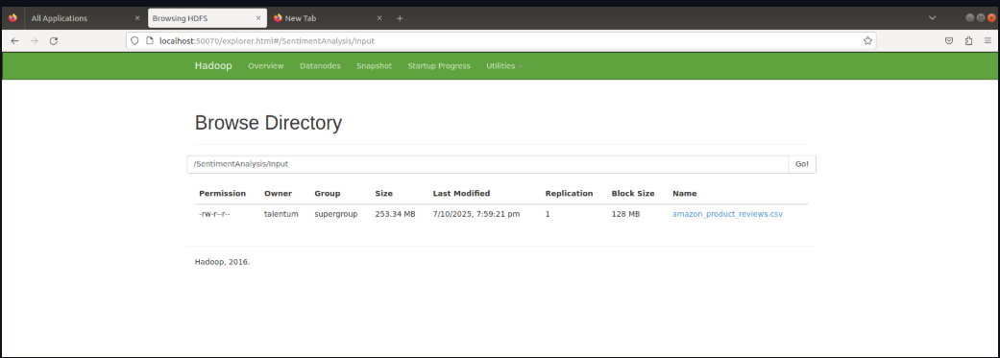 All Applications × Browsing HDFS × New Tab × +
localhost:50070/explorer.html#/SentimentAnalysis/Input
Hadoop Overview Datanodes Snapshot Startup Progress Utilities
Browse Directory
/SentimentAnalysis/Input Go!
Permission Owner Group Size Last Modified Replication Block Size Name
-rw-r--r-- talentum supergroup 253.34 MB 7/10/2025, 7:59:21 pm 1 128 MB amazon_product_reviews.csv
Hadoop, 2016.